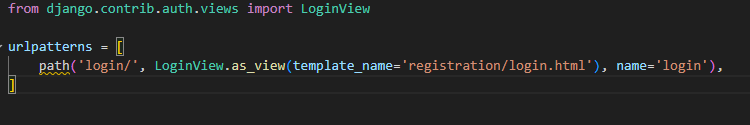 from django.contrib.auth.views import LoginView
urlpatterns = [
path('login/', LoginView.as_view(template_name='registration/login.html'), name='login'),
]